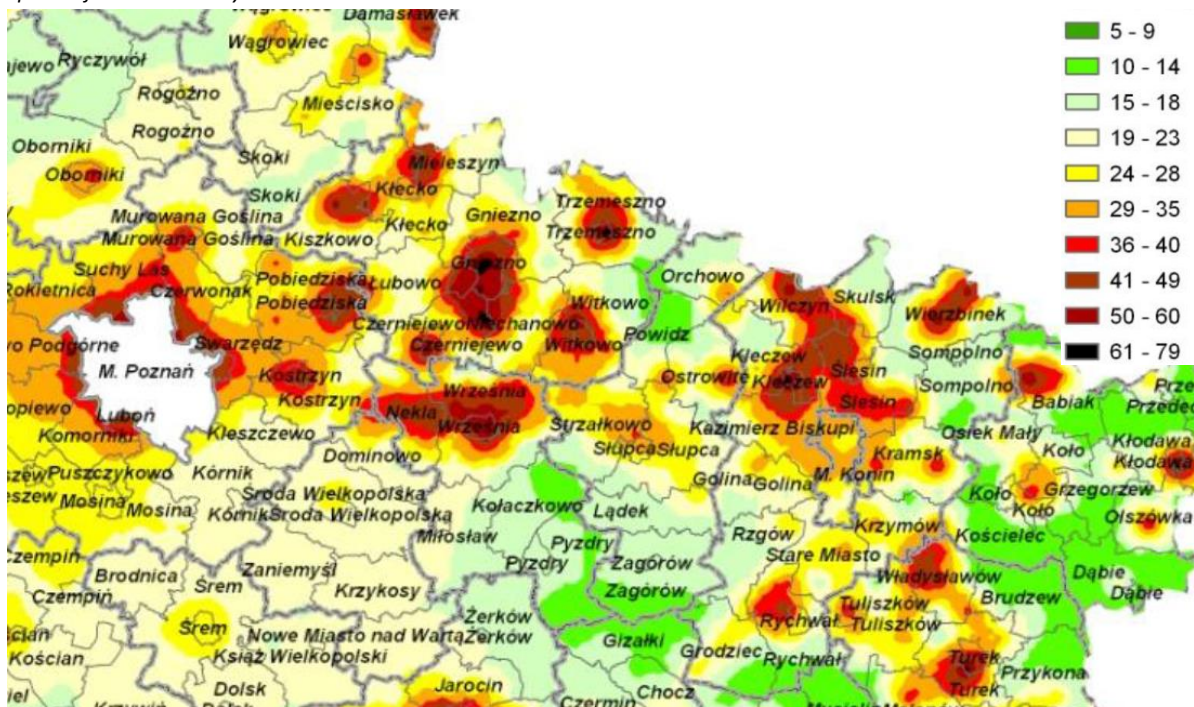 Wągrowiec
Damasławek
Wągrowiec
Ryczywół
Rogoźno
Mieścisko
Rogoźno
Oborniki
Skoki
Mieleszyn
Oborniki
Skoki
Kłecko
Trzemeszno
Murowana Goślina
Kłecko
Gniezno
Murowana Goślina
Kiszkowo
Trzemeszno
Suchy Las
Pobiedziska
Gniezno
Orchowo
Rokietnica
Czerwonak
Pobiedziska
Łubowo
Witkowo
Wilczyn
Skulsk
Wierzbinek
Swarzędz
Czerniejewo
Niechanowo
Powidz
Czerniejewo
Witkowo
Kleczew
Sompolno
M. Poznań
Kostrzyn
Ostrowite
Kleczew
Ślesin
Sompolno
Września
Ślesin
Babiak
Luboń
Kostrzyn
Nekla
Września
Strzałkowo
Kazimierz Biskupi
Osiek Mały
Kłodawa
Komorniki
Kleszczewo
Słupca
Słupca
Kramsk
Koło
Kłodawa
Dominowo
Golina
Golina
M. Konin
Puszczykowo
Kórnik
Środa Wielkopolska
Kołaczkowo
Koło
Grzegorzew
Mosina
Mosina
Kórnik
Środa Wielkopolska
Lądek
Koło
Olszówka
Miłosław
Rzgów
Krzymów
Kościelec
Pyzdry
Stare Miasto
Czempiń
Brodnica
Zaniemyśl
Pyzdry
Zagórów
Władysławów
Dąbie
Czempiń
Śrem
Krzykosy
Zagórów
Tuliszków
Brudzew
Dąbie
Śrem
Żerków
Rychwał
Tuliszków
Nowe Miasto nad Wartą
Żerków
Gizałki
Kościan
Książ Wielkopolski
Grodziec
Rychwał
Turek
Przykona
Dolsk
Jarocin
Chocz
Turek
Czermin
5 - 9
10 - 14
15 - 18
19 - 23
24 - 28
29 - 35
36 - 40
41 - 49
50 - 60
61 - 79